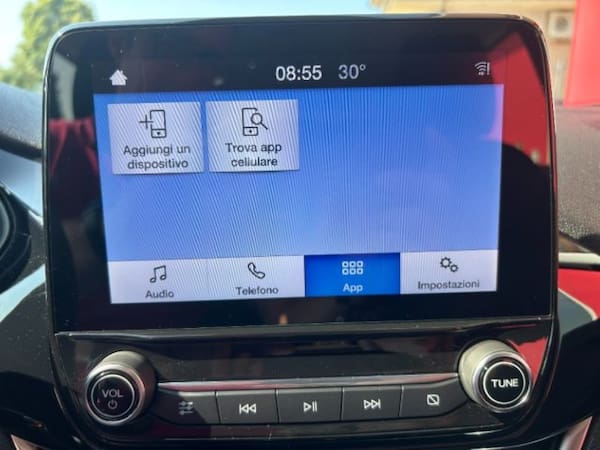 08:55 30°
Aggiungi un
dispositivo
Trova app
cellulare
Audio
Telefono
App
Impostazioni
VOL
TUNE